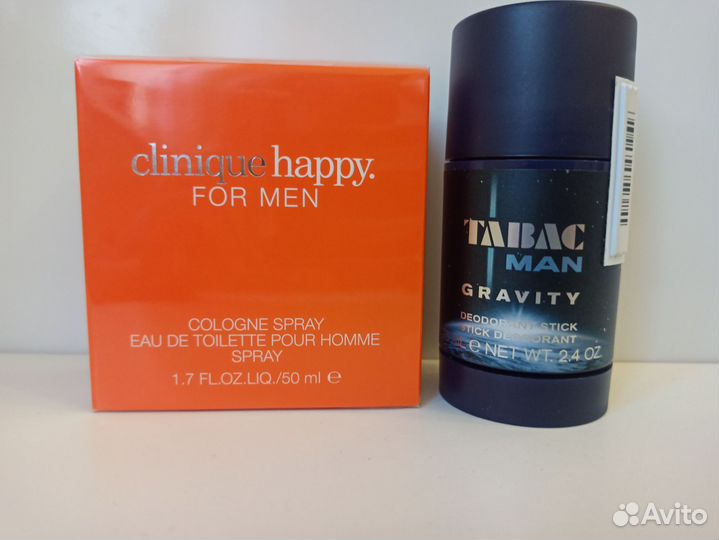 clinique happy.
FOR MEN
COLOGNE SPRAY
EAU DE TOILETTE POUR HOMME
SPRAY
1.7 FL.OZ.LIQ./50 ml ℮
TABAC
MAN
GRAVITY
DEODORANT STICK
STICK DEODORANT
℮ NET WT. 2.4 OZ
Avito